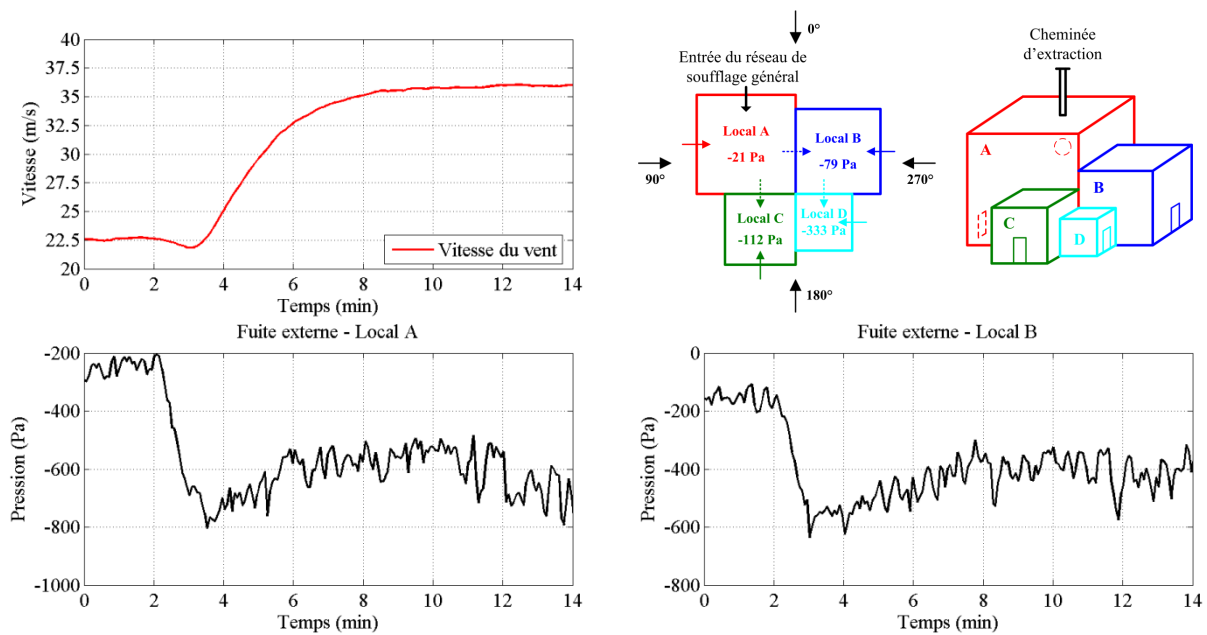 40
37.5
35
32.5
30
27.5
25
22.5
20
Vitesse (m/s)
Vitesse du vent
0 2 4 6 8 10 12 14
Temps (min)
0°
Entrée du réseau de
soufflage général
Local A
-21 Pa
Local B
-79 Pa
90°
270°
Local C
-112 Pa
Local D
-333 Pa
180°
Cheminée
d'extraction
A
B
C
D
Fuite externe - Local A
-200
-400
-600
-800
-1000
Pression (Pa)
0 2 4 6 8 10 12 14
Temps (min)
Fuite externe - Local B
0
-200
-400
-600
-800
Pression (Pa)
0 2 4 6 8 10 12 14
Temps (min)